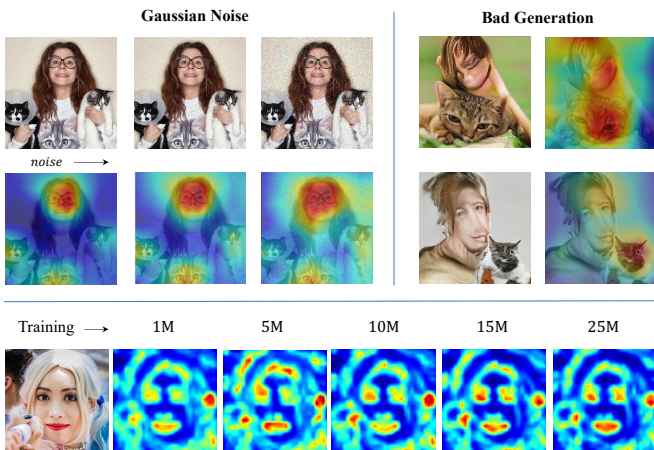 Gaussian Noise
Bad Generation
noise
Training 1M 5M 10M 15M 25M